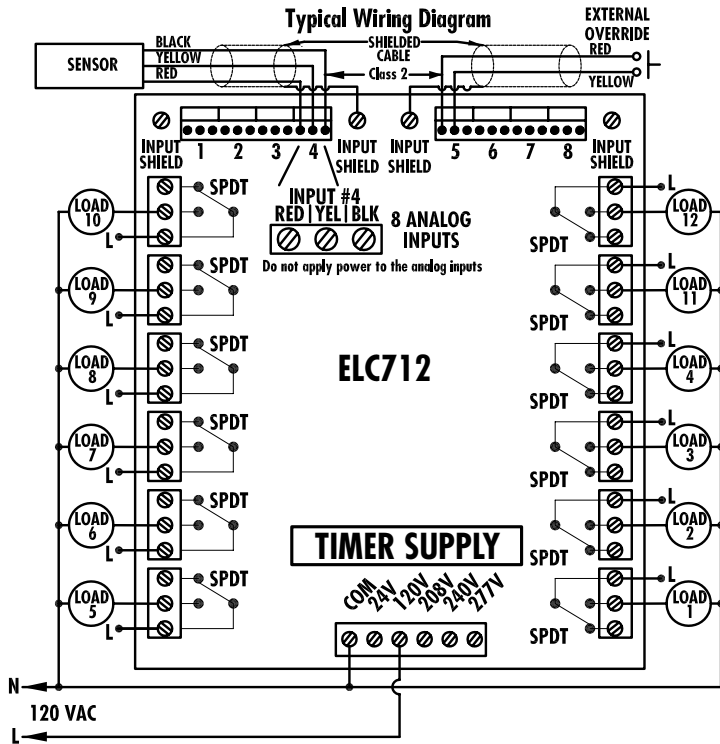 Typical Wiring Diagram
EXTERNAL
OVERRIDE
BLACK
YELLOW
RED
SENSOR
SHIELDED
CABLE
Class 2
RED
YELLOW
INPUT
SHIELD
1
2
3
4
INPUT
SHIELD
INPUT
SHIELD
5
6
7
8
INPUT
SHIELD
INPUT #4
RED | YEL | BLK
8 ANALOG
INPUTS
Do not apply power to the analog inputs
LOAD
10
L
SPDT
LOAD
9
L
SPDT
LOAD
8
L
SPDT
LOAD
7
L
SPDT
LOAD
6
L
SPDT
LOAD
5
L
SPDT
ELC712
L
LOAD
12
SPDT
L
LOAD
11
SPDT
L
LOAD
4
SPDT
L
LOAD
3
SPDT
L
LOAD
2
SPDT
L
LOAD
1
SPDT
TIMER SUPPLY
COM
24V
120V
208V
240V
277V
N
120 VAC
L